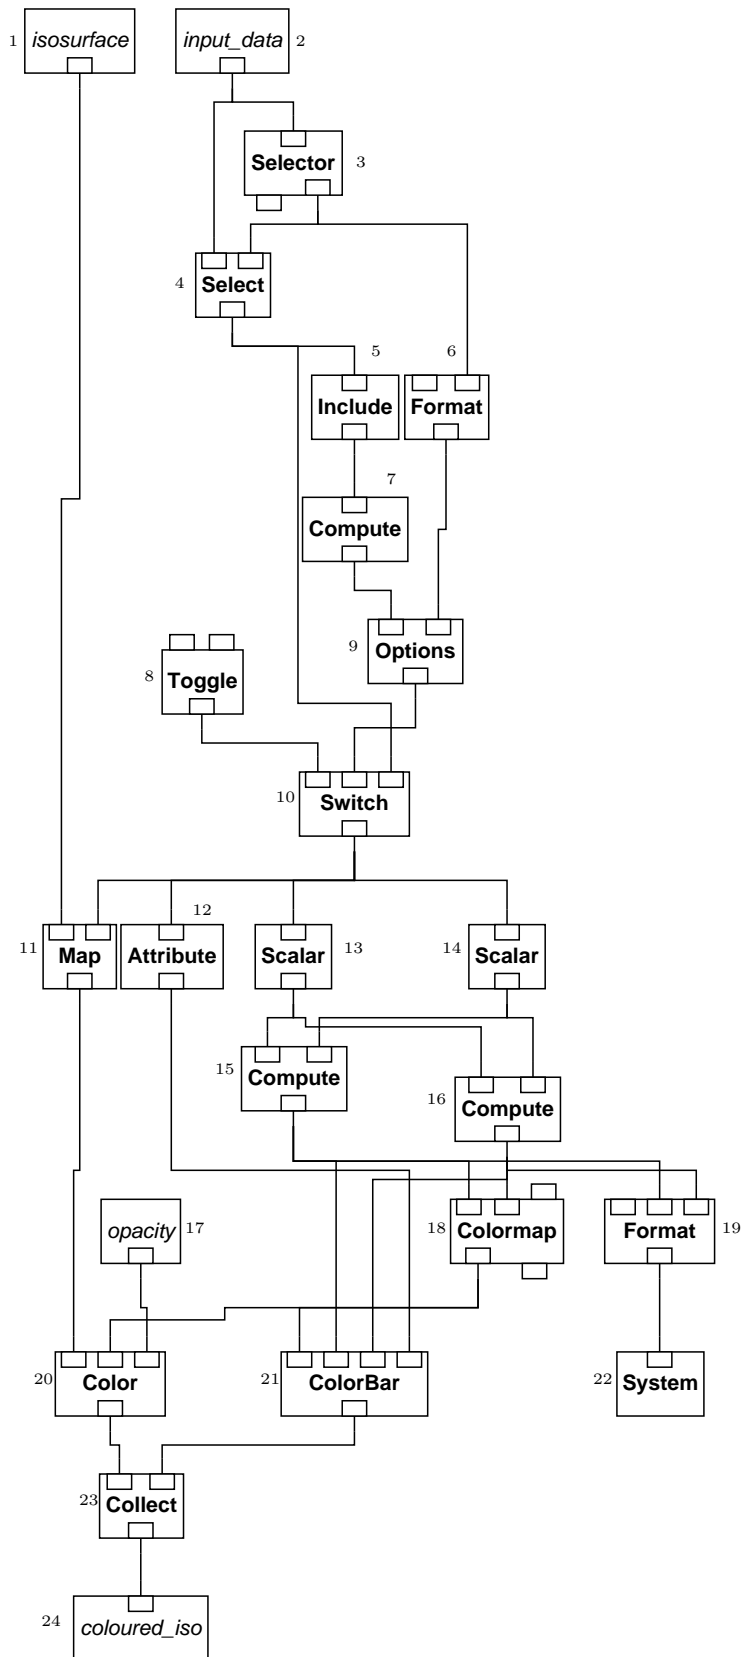 1 isosurface input_data 2
Selector 3
4 Select
5 6
Include Format
7
Compute
8 Toggle 9 Options
10 Switch
12
11 Map Attribute Scalar 13 14 Scalar
15 Compute 16 Compute
opacity 17 18 Colormap Format 19
20 Color 21 ColorBar 22 System
23 Collect
24 coloured_iso